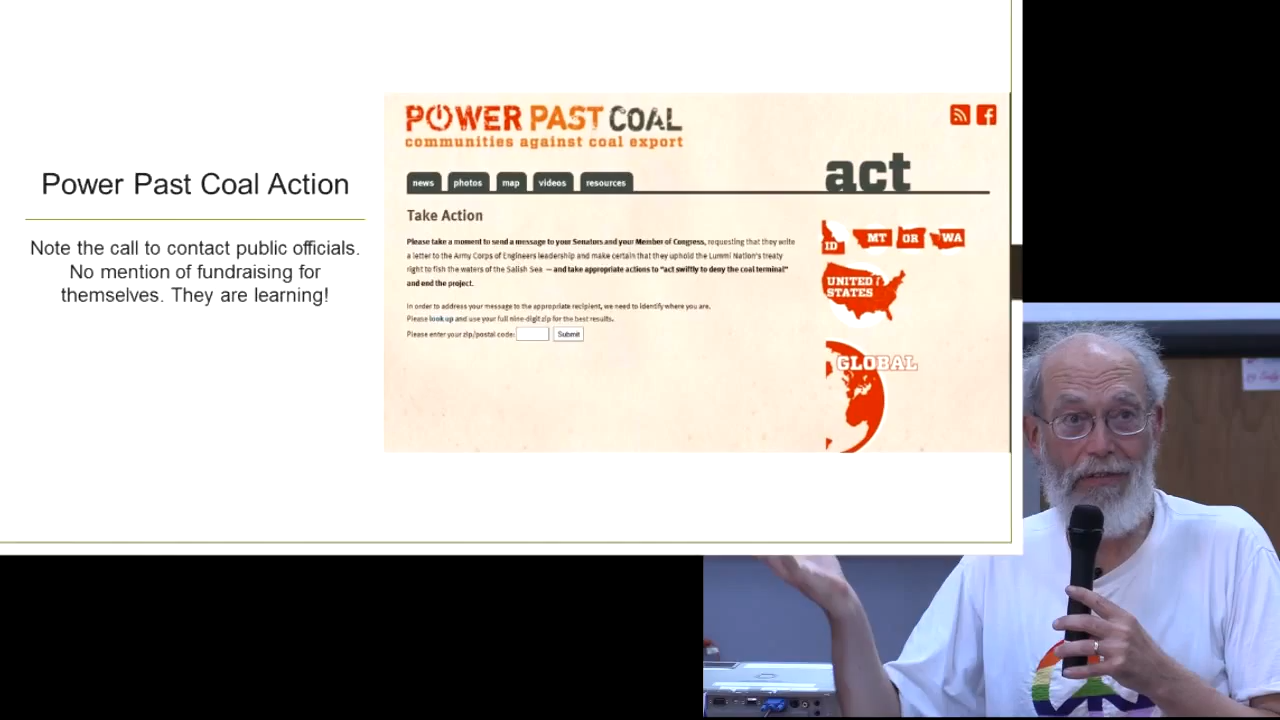 Power Past Coal Action
Note the call to contact public officials.
No mention of fundraising for
themselves. They are learning!
POWER PAST COAL
communities against coal export
news photos map videos resources
act
Take Action
Please take a moment to send a message to your Senators and your Member of Congress, requesting that they write
a letter to the Army Corps of Engineers leadership and make certain that they uphold the Lummi Nation's treaty
right to fish the waters of the Salish Sea — and take appropriate actions to "act swiftly to deny the coal terminal"
and end the project.
In order to address your message to the appropriate recipient, we need to identify where you are.
Please look up and use your full nine-digit zip for the best results.
Please enter your zip/postal code: Submit
ID MT OR WA
UNITED
STATES
GLOBAL